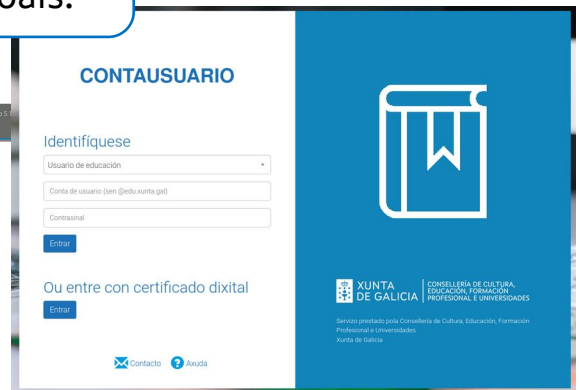 CONTAUSUARIO
Identifíquese
Usuario de educación
Conta de usuario (sen @edu.xunta.gal)
Contrasinal
Entrar
Ou entre con certificado dixital
Entrar
Contacto
Axuda
XUNTA
DE GALICIA
CONSELLERÍA DE CULTURA,
EDUCACIÓN, FORMACIÓN
PROFESIONAL E UNIVERSIDADES
Servizo prestado pola Consellería de Cultura, Educación, Formación
Profesional e Universidades
Xunta de Galicia